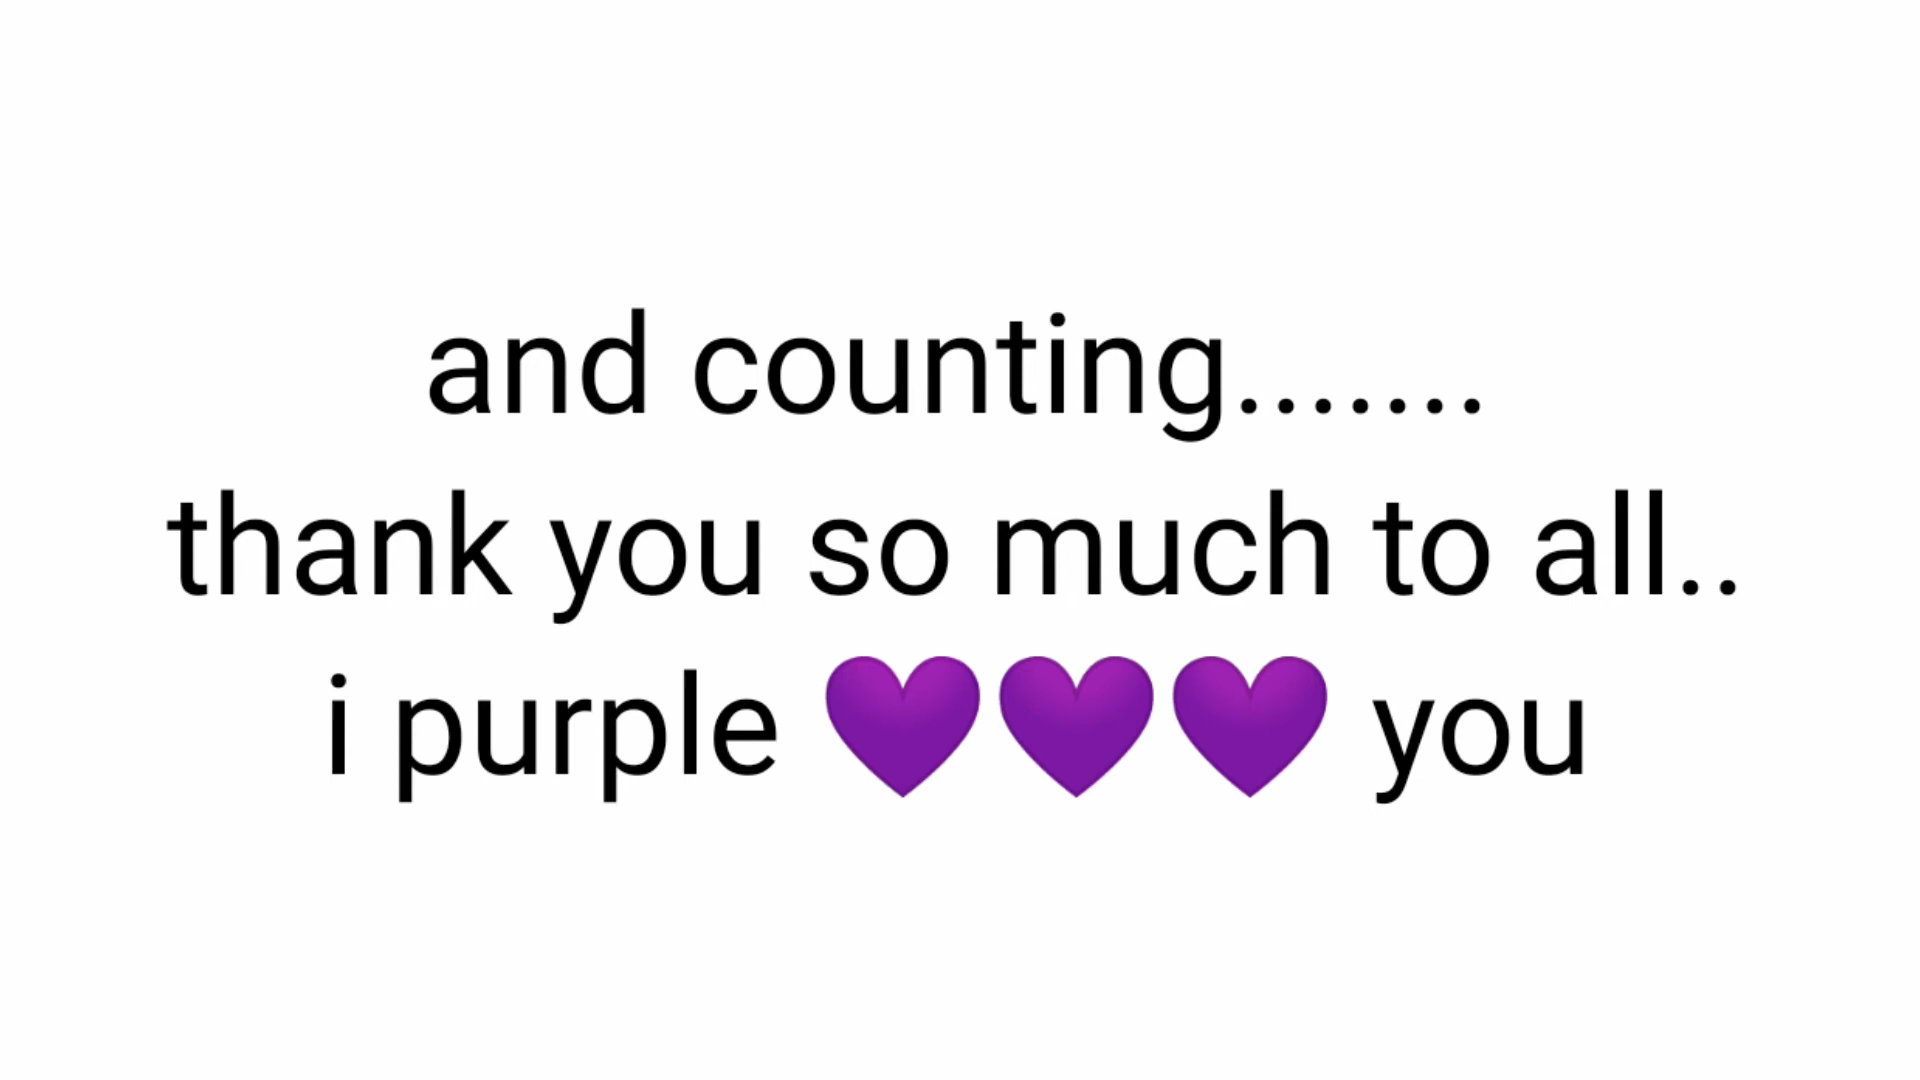 and counting.......
thank you so much to all..
i purple 💜💜💜 you